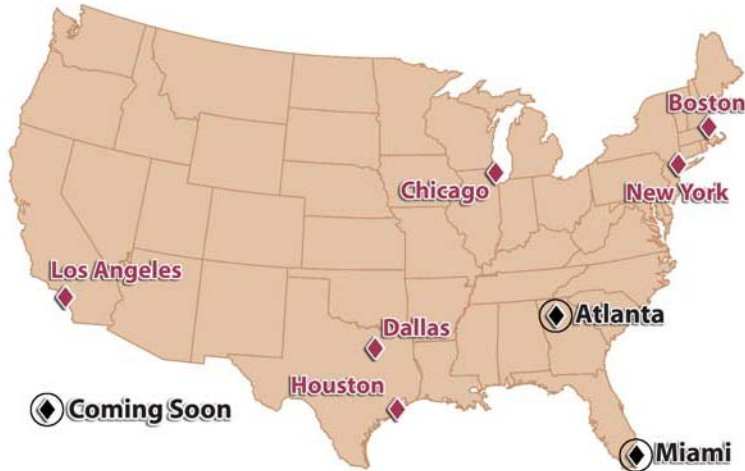 Boston
Chicago
New York
Los Angeles
Atlanta
Dallas
Houston
Coming Soon
Miami